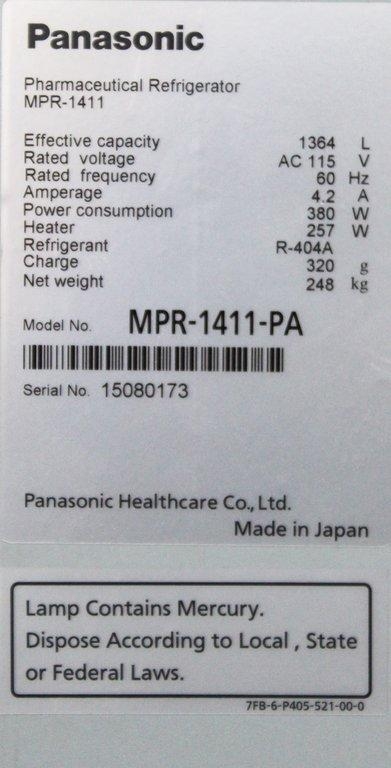 Panasonic
Pharmaceutical Refrigerator
MPR-1411
Effective capacity 1364 L
Rated voltage AC 115 V
Rated frequency 60 Hz
Amperage 4.2 A
Power consumption 380 W
Heater 257 W
Refrigerant R-404A
Charge 320 g
Net weight 248 kg
Model No. MPR-1411-PA
Serial No. 15080173
Panasonic Healthcare Co., Ltd.
Made in Japan
Lamp Contains Mercury.
Dispose According to Local , State
or Federal Laws.
7FB-6-P405-521-00-0